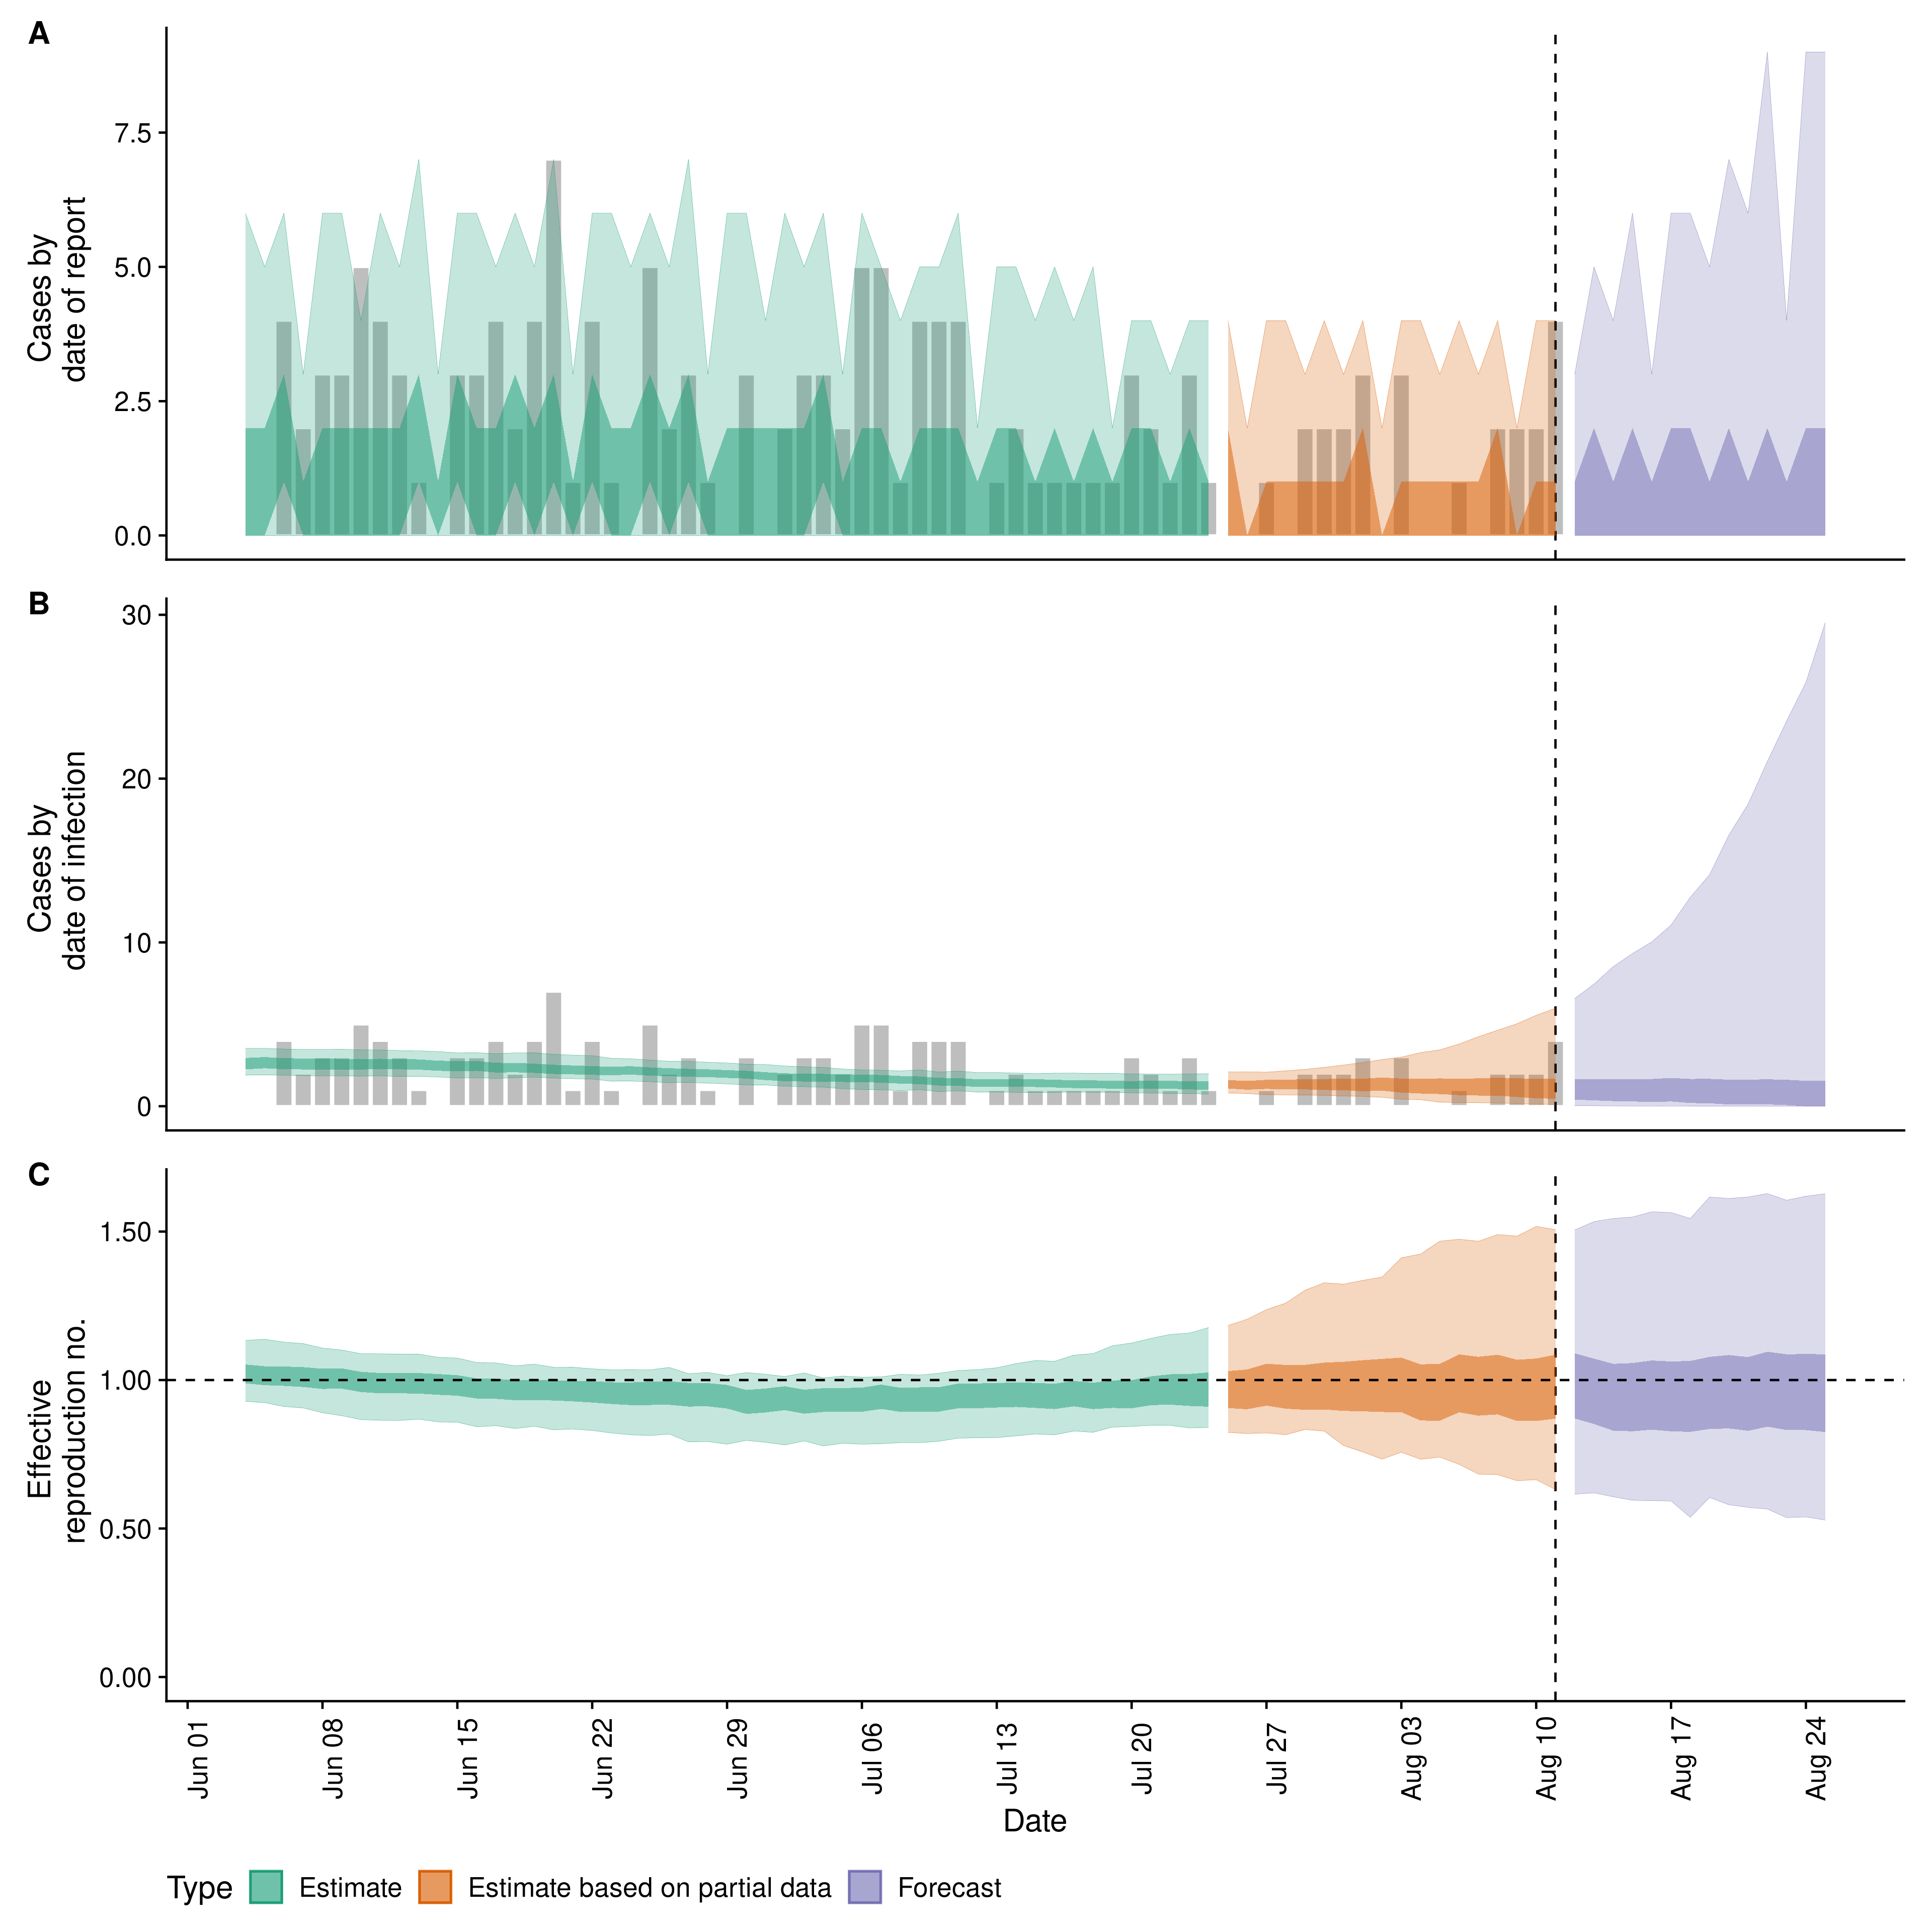 A
Cases by
date of report
7.5
5.0
2.5
0.0
B
Cases by
date of infection
30
20
10
0
C
Effective
reproduction no.
1.50
1.00
0.50
0.00
Jun 01
Jun 08
Jun 15
Jun 22
Jun 29
Jul 06
Jul 13
Jul 20
Jul 27
Aug 03
Aug 10
Aug 17
Aug 24
Date
Type Estimate Estimate based on partial data Forecast